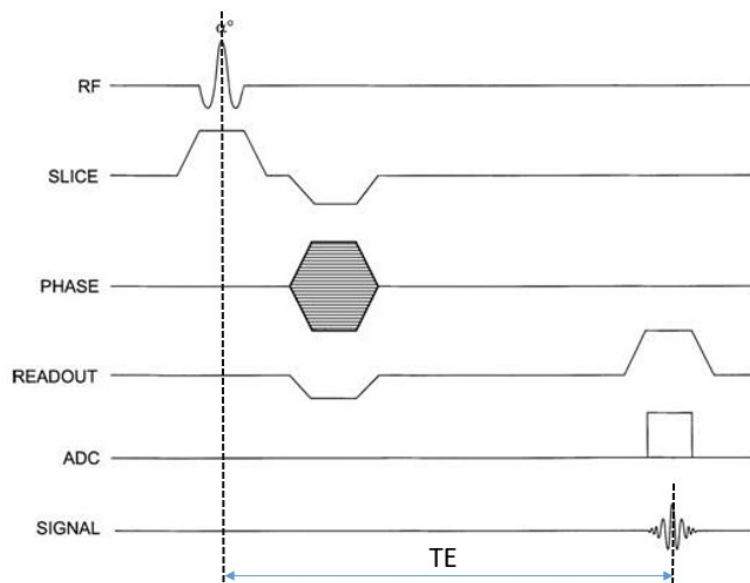 α°
RF
SLICE
PHASE
READOUT
ADC
SIGNAL
TE